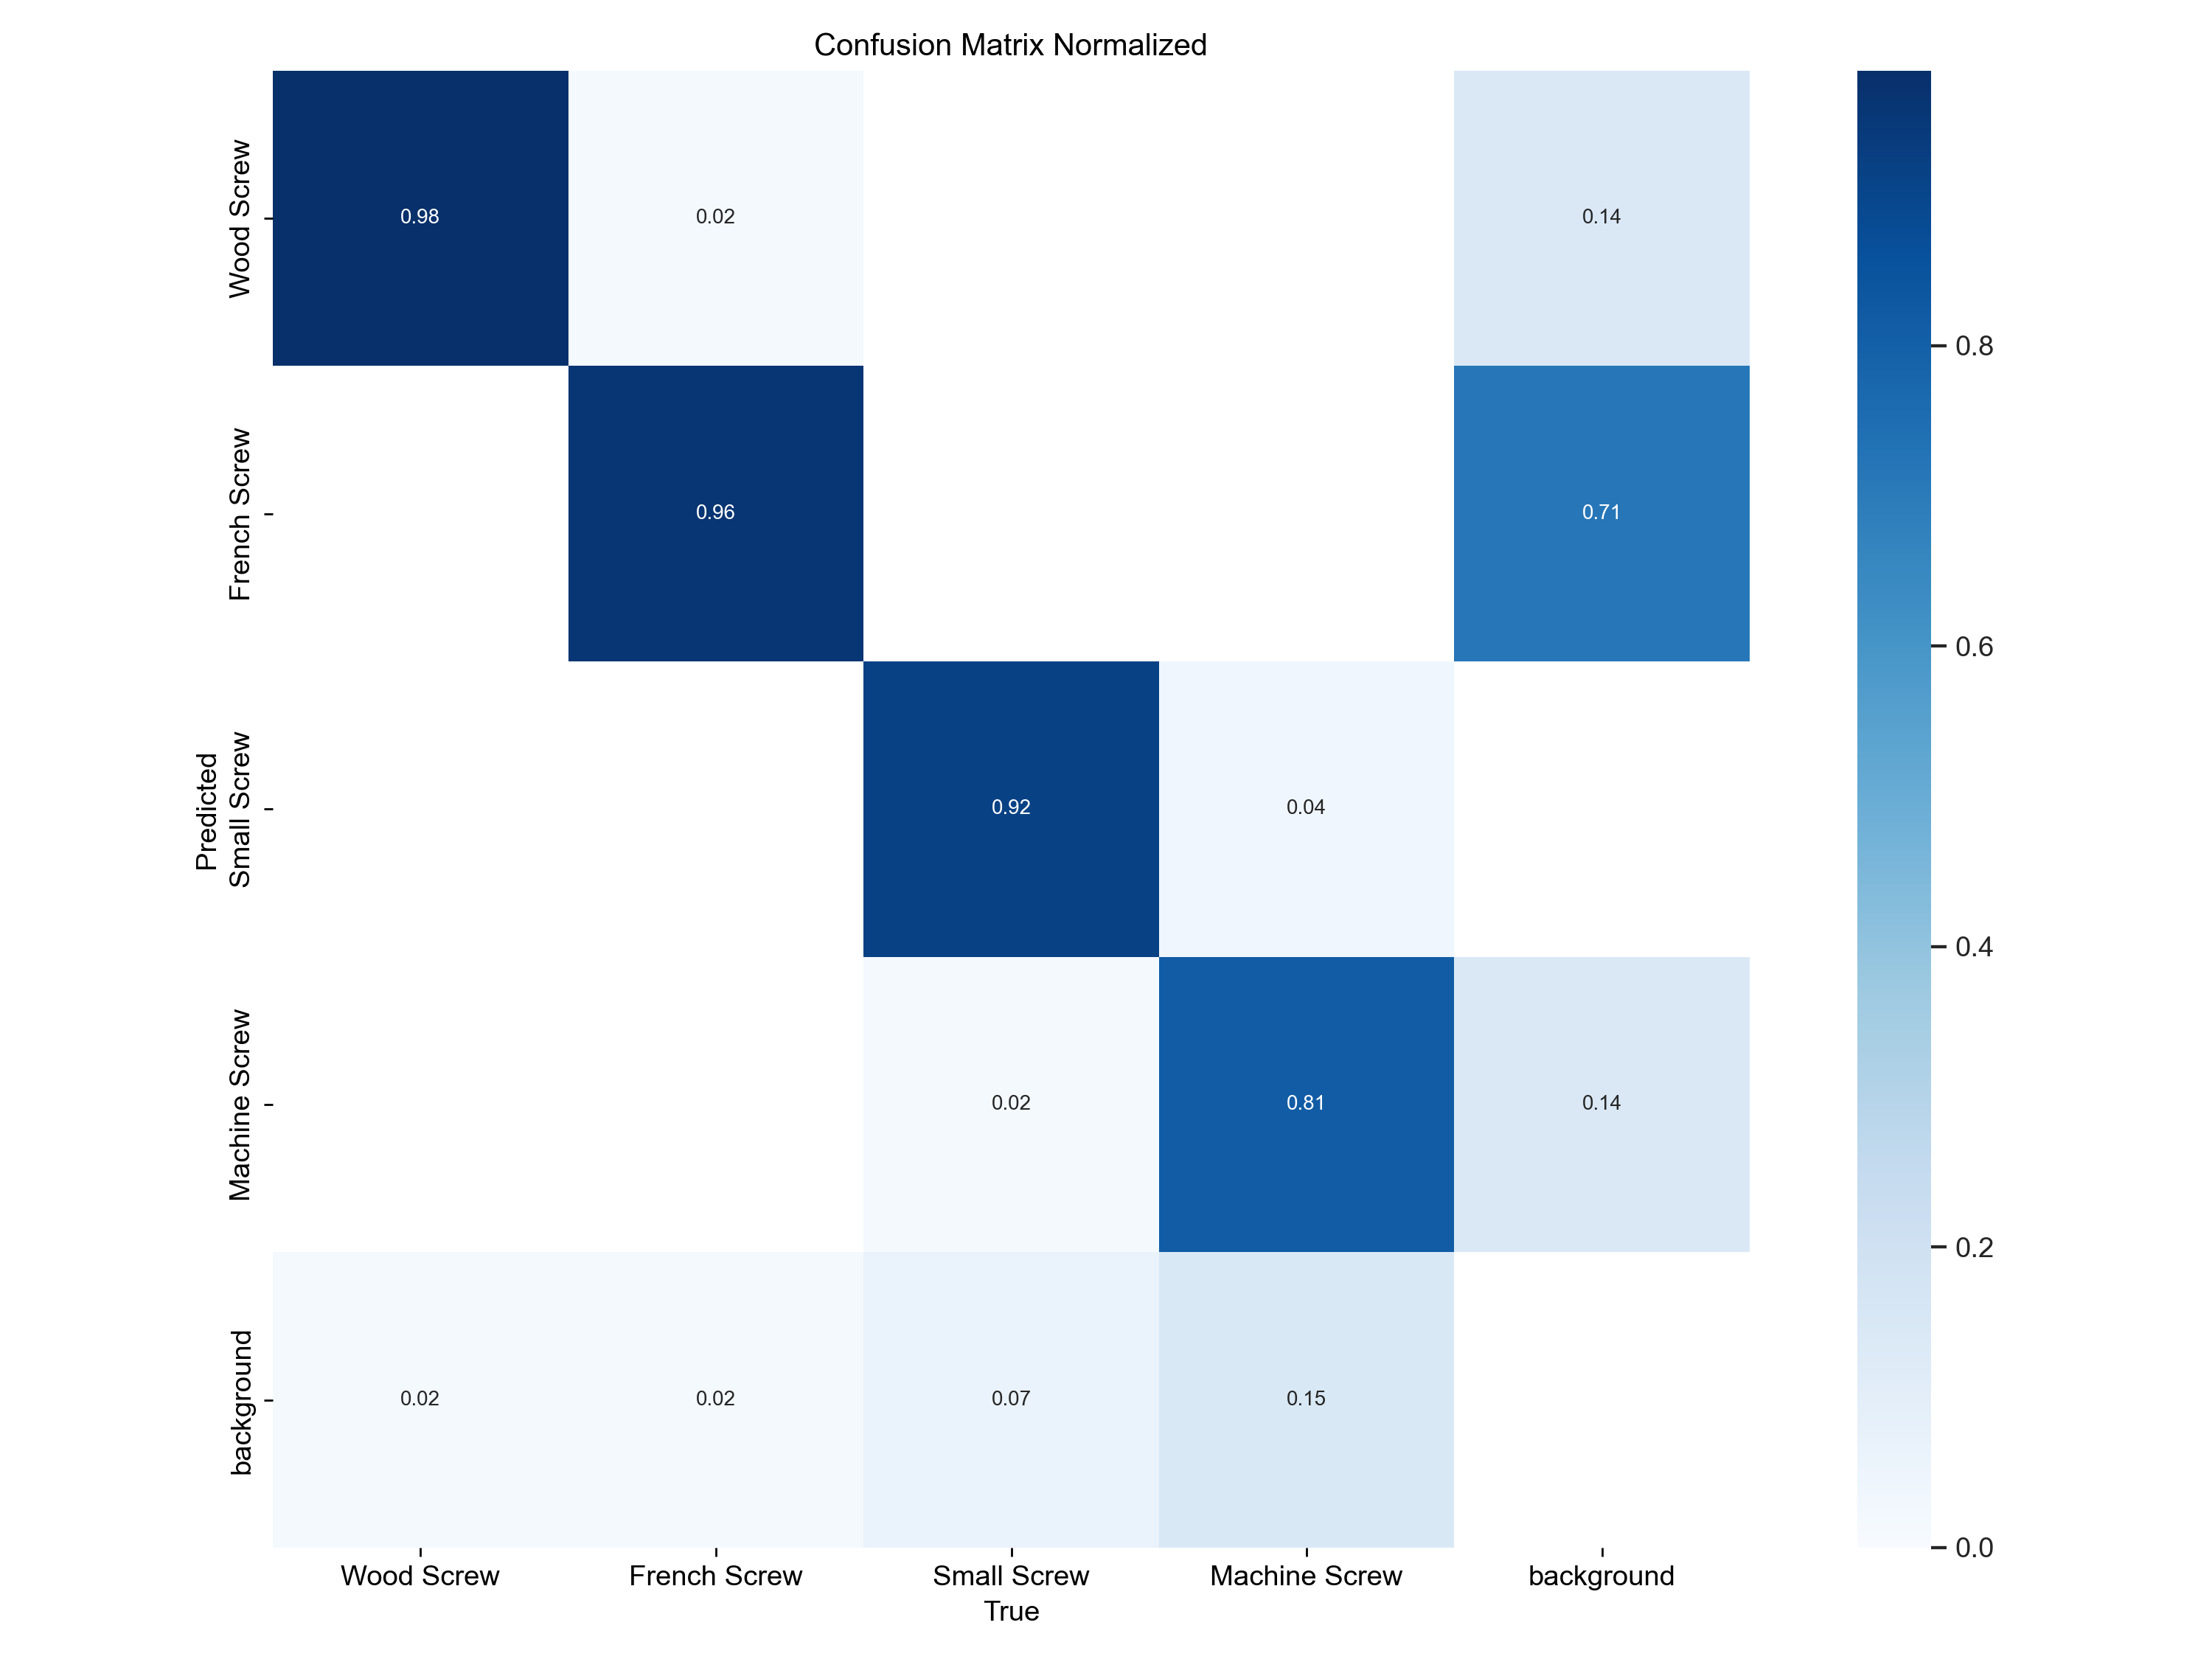 Confusion Matrix Normalized
Wood Screw
0.98
0.02
0.14
0.8
French Screw
0.96
0.71
0.6
Predicted
Small Screw
0.92
0.04
0.4
Machine Screw
0.02
0.81
0.14
0.2
background
0.02
0.02
0.07
0.15
0.0
Wood Screw
French Screw
Small Screw
Machine Screw
background
True